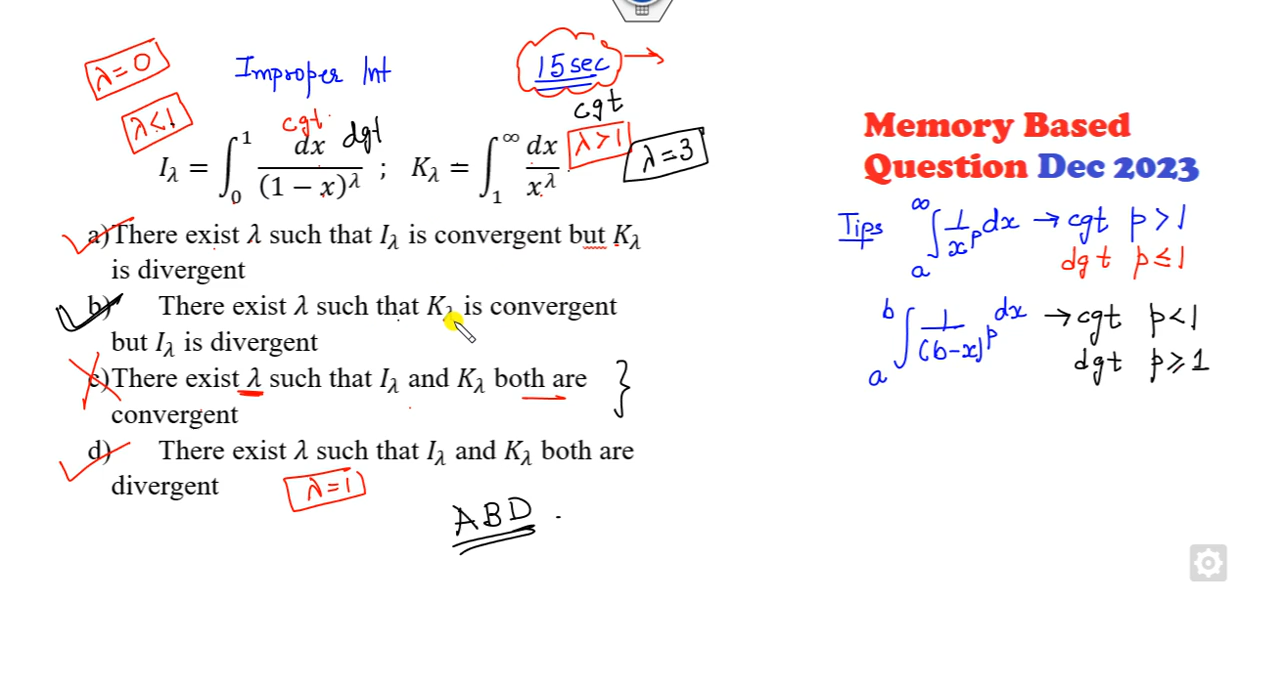 λ=0
Improper Int
15 sec
cgt
λ<1
cgt
dgt
λ>1
λ=3
I_λ = ∫_0^1 dx/(1 − x)^λ ; K_λ = ∫_1^∞ dx/x^λ
a)There exist λ such that I_λ is convergent but K_λ
is divergent
b) There exist λ such that K_λ is convergent
but I_λ is divergent
c)There exist λ such that I_λ and K_λ both are
convergent
d) There exist λ such that I_λ and K_λ both are
divergent
λ=1
ABD .
Memory Based
Question Dec 2023
Tips ∫_a^∞ 1/x^p dx → cgt p>1
dgt p≤1
∫_a^b 1/(b-x)^p dx → cgt p<1
dgt p≥1